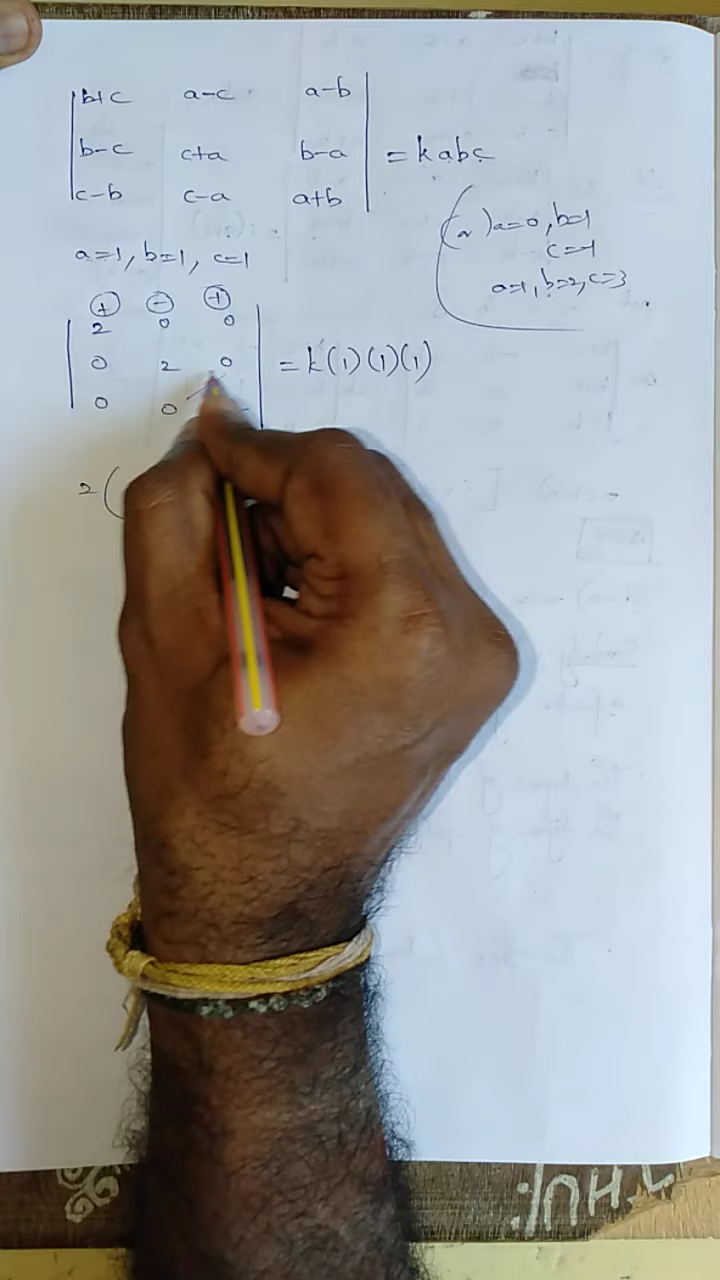 b+c a-c a-b
b-c c+a b-a = kabc
c-b c-a a+b
a=1, b=1, c=1
a=0, b=1
c=-1
a=1, b=2, c=3
+ - +
2 0 0
0 2 0 = k(1)(1)(1)
0 0
2(